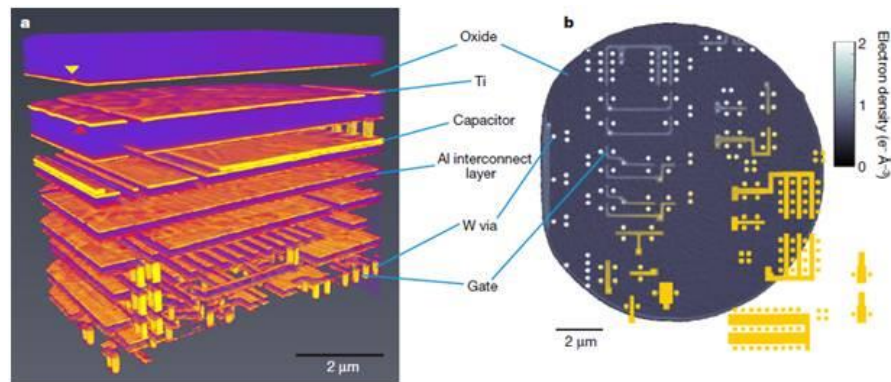 a
b
Oxide
Ti
Capacitor
Al interconnect
layer
W via
Gate
2 μm
2 μm
2
1
0
Electron density (e⁻ Å⁻³)